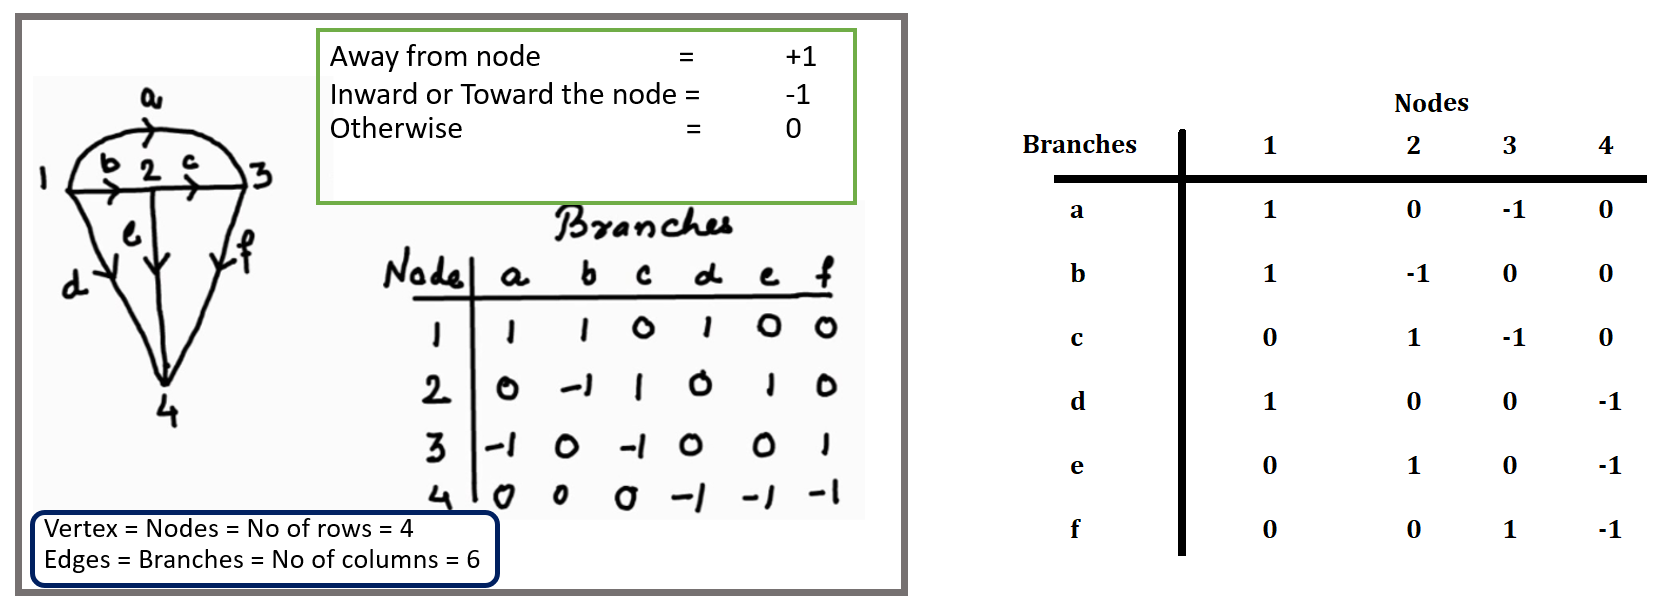 Away from node = +1
Inward or Toward the node = -1
Otherwise = 0
a
1 b 2 c 3
e f
d
4
Branches
Node a b c d e f
1 1 1 0 1 0 0
2 0 -1 1 0 1 0
3 -1 0 -1 0 0 1
4 0 0 0 -1 -1 -1
Vertex = Nodes = No of rows = 4
Edges = Branches = No of columns = 6
Nodes
Branches 1 2 3 4
a 1 0 -1 0
b 1 -1 0 0
c 0 1 -1 0
d 1 0 0 -1
e 0 1 0 -1
f 0 0 1 -1